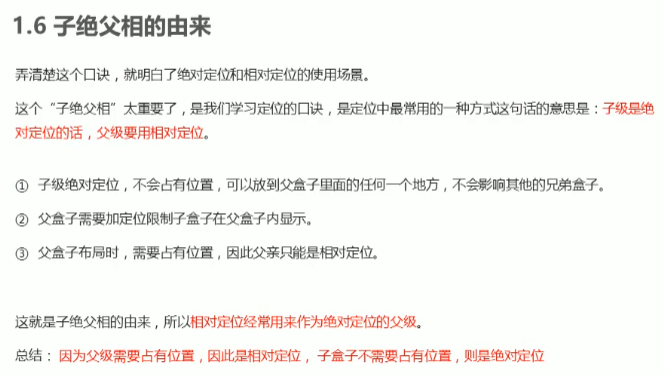 1.6 子绝父相的由来
弄清楚这个口诀，就明白了绝对定位和相对定位的使用场景。
这个“子绝父相”太重要了，是我们学习定位的口诀，是定位中最常用的一种方式这句话的意思是：子级是绝
对定位的话，父级要用相对定位。
① 子级绝对定位，不会占有位置，可以放到父盒子里面的任何一个地方，不会影响其他的兄弟盒子。
② 父盒子需要加定位限制子盒子在父盒子内显示。
③ 父盒子布局时，需要占有位置，因此父亲只能是相对定位。
这就是子绝父相的由来，所以相对定位经常用来作为绝对定位的父级。
总结： 因为父级需要占有位置，因此是相对定位， 子盒子不需要占有位置，则是绝对定位